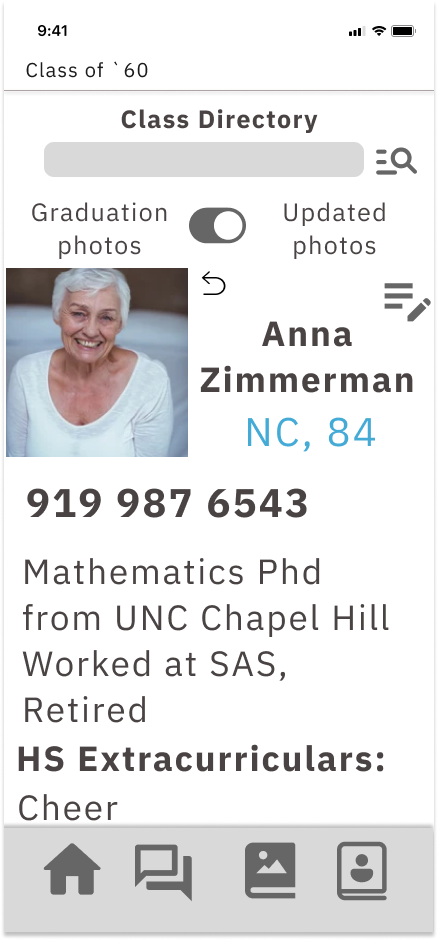 9:41
Class of `60
Class Directory
Graduation
photos
Updated
photos
Anna
Zimmerman
NC, 84
919 987 6543
Mathematics Phd
from UNC Chapel Hill
Worked at SAS,
Retired
HS Extracurriculars:
Cheer